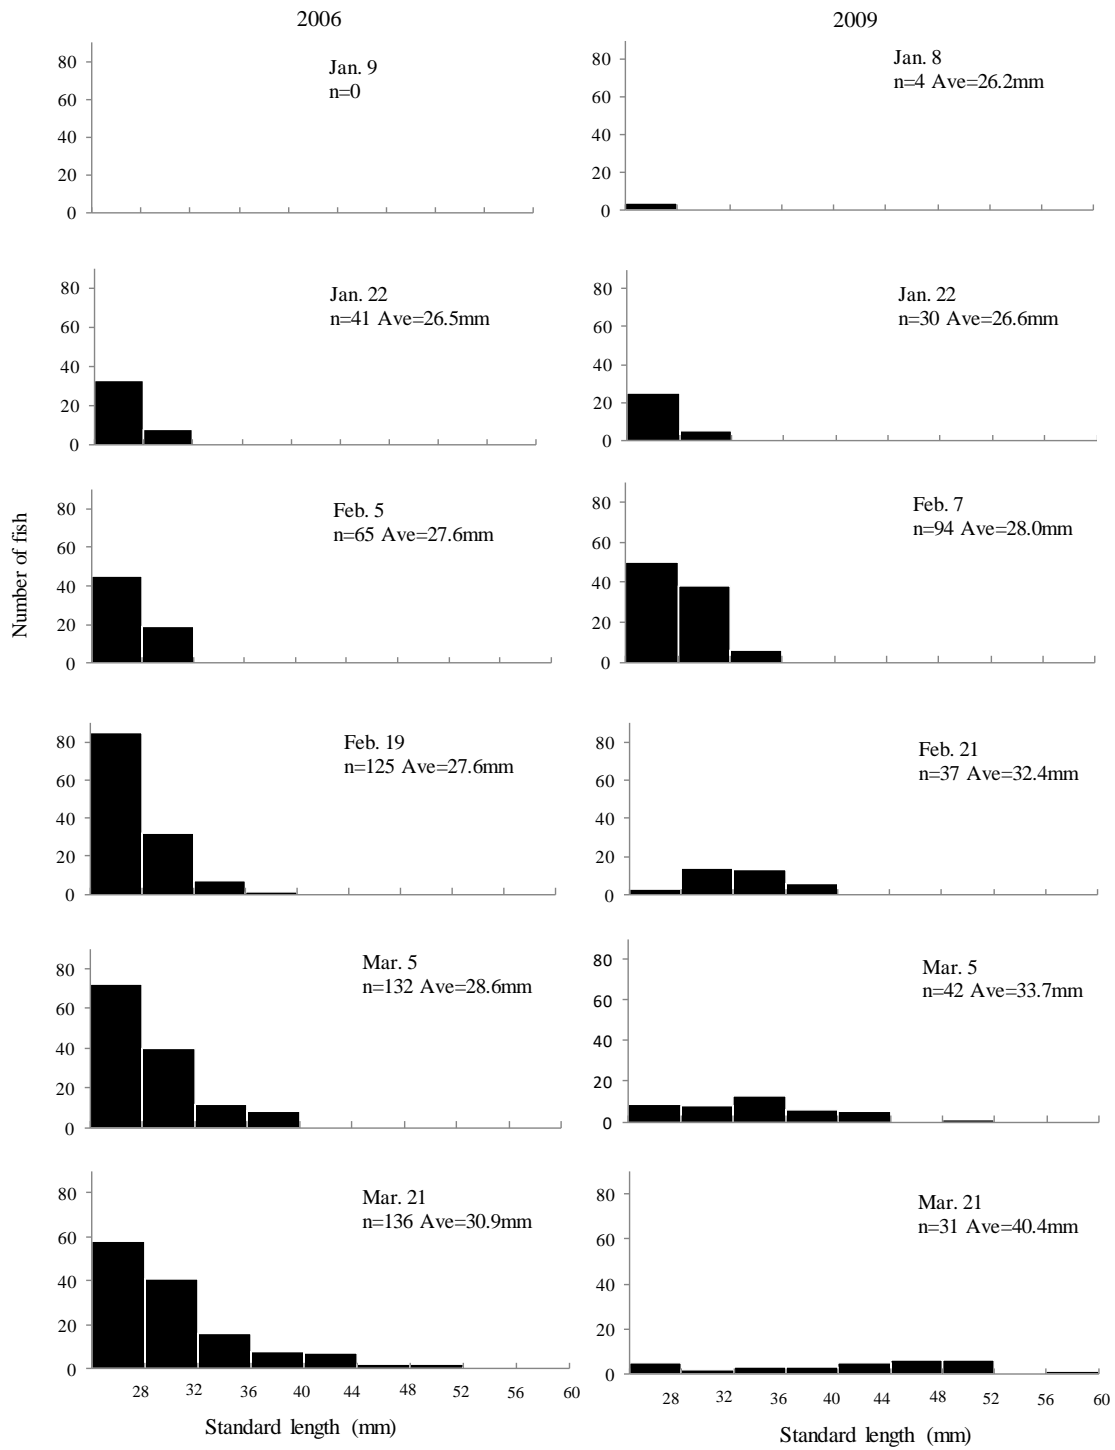 2006
2009
80
60
40
20
0
Jan. 9
n=0
80
60
40
20
0
Jan. 8
n=4 Ave=26.2mm
80
60
40
20
0
Jan. 22
n=41 Ave=26.5mm
80
60
40
20
0
Jan. 22
n=30 Ave=26.6mm
Number of fish
80
60
40
20
0
Feb. 5
n=65 Ave=27.6mm
80
60
40
20
0
Feb. 7
n=94 Ave=28.0mm
80
60
40
20
0
Feb. 19
n=125 Ave=27.6mm
80
60
40
20
0
Feb. 21
n=37 Ave=32.4mm
80
60
40
20
0
Mar. 5
n=132 Ave=28.6mm
80
60
40
20
0
Mar. 5
n=42 Ave=33.7mm
80
60
40
20
0
Mar. 21
n=136 Ave=30.9mm
28 32 36 40 44 48 52 56 60
Standard length (mm)
80
60
40
20
0
Mar. 21
n=31 Ave=40.4mm
28 32 36 40 44 48 52 56 60
Standard length (mm)